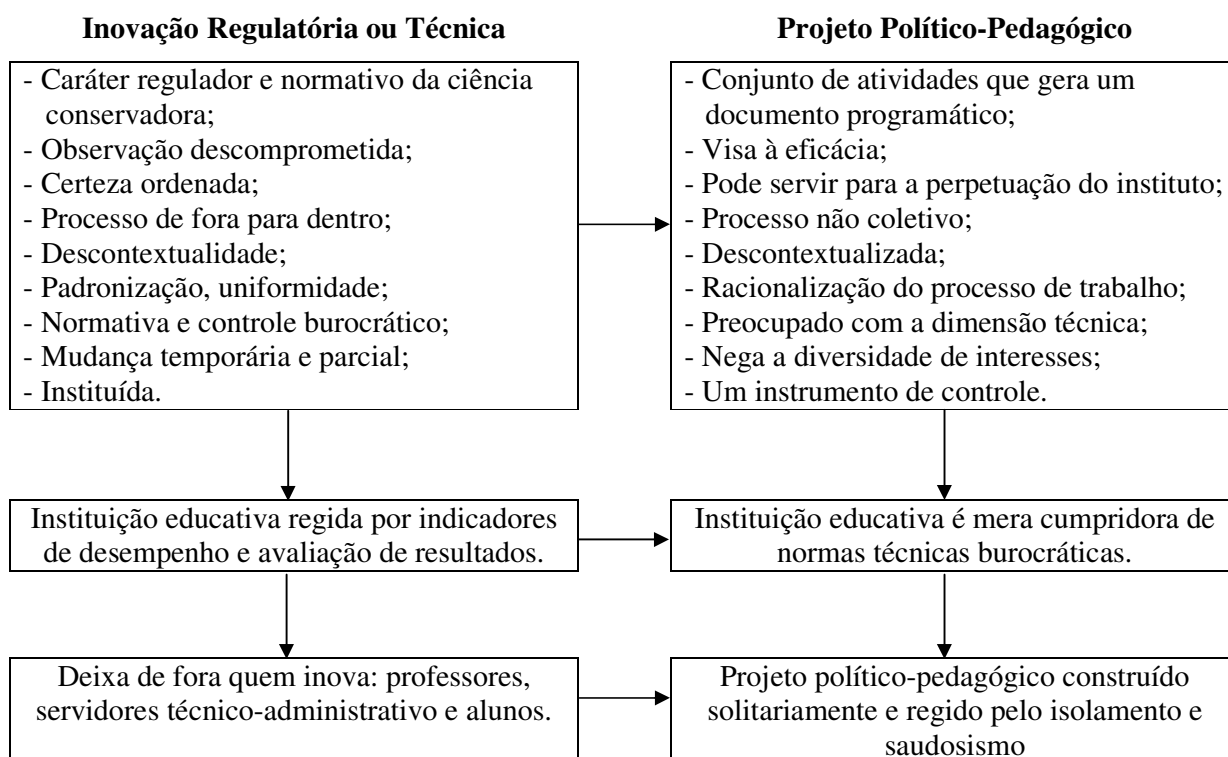 Inovação Regulatória ou Técnica
- Caráter regulador e normativo da ciência
conservadora;
- Observação descomprometida;
- Certeza ordenada;
- Processo de fora para dentro;
- Descontextualidade;
- Padronização, uniformidade;
- Normativa e controle burocrático;
- Mudança temporária e parcial;
- Instituída.
Projeto Político-Pedagógico
- Conjunto de atividades que gera um
documento programático;
- Visa à eficácia;
- Pode servir para a perpetuação do instituto;
- Processo não coletivo;
- Descontextualizada;
- Racionalização do processo de trabalho;
- Preocupado com a dimensão técnica;
- Nega a diversidade de interesses;
- Um instrumento de controle.
Instituição educativa regida por indicadores
de desempenho e avaliação de resultados.
Instituição educativa é mera cumpridora de
normas técnicas burocráticas.
Deixa de fora quem inova: professores,
servidores técnico-administrativo e alunos.
Projeto político-pedagógico construído
solitariamente e regido pelo isolamento e
saudosismo